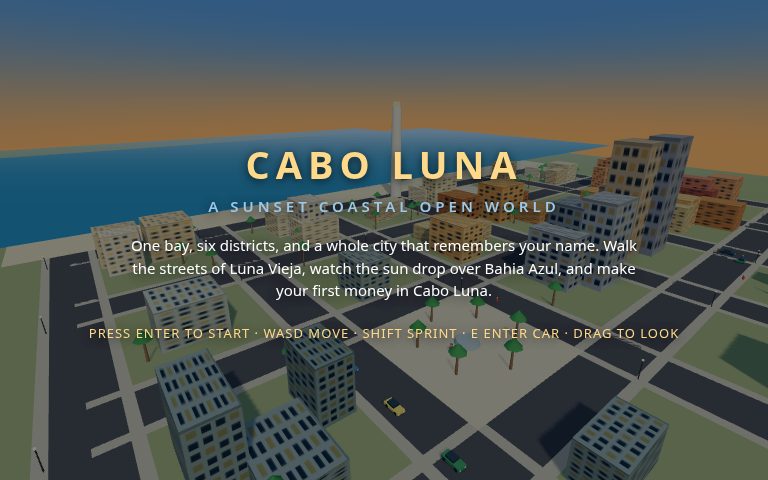 CABO LUNA
A SUNSET COASTAL OPEN WORLD
One bay, six districts, and a whole city that remembers your name. Walk
the streets of Luna Vieja, watch the sun drop over Bahia Azul, and make
your first money in Cabo Luna.
PRESS ENTER TO START · WASD MOVE · SHIFT SPRINT · E ENTER CAR · DRAG TO LOOK